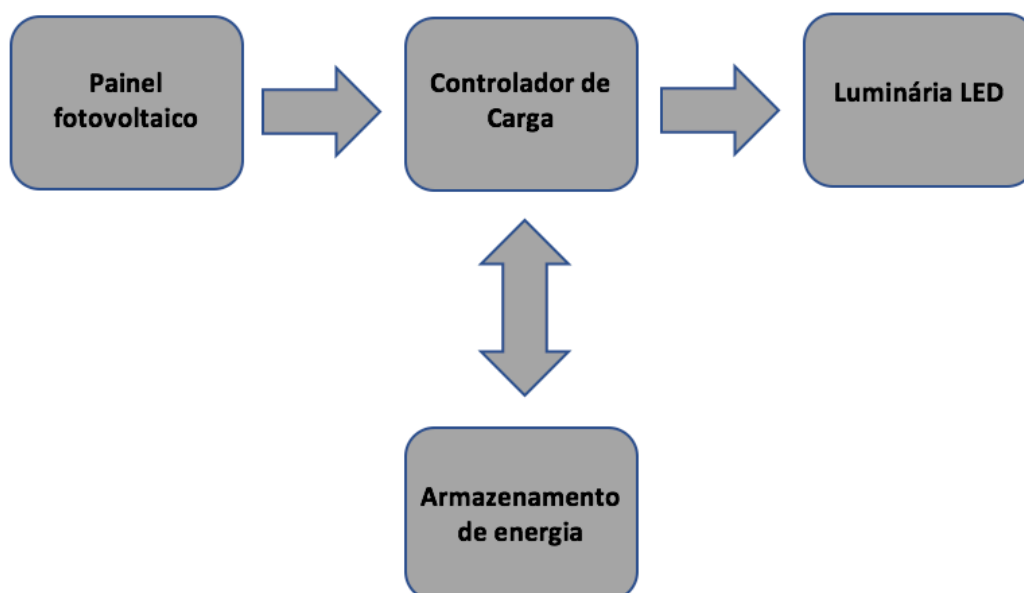 Painel
fotovoltaico
Controlador de
Carga
Luminária LED
Armazenamento
de energia